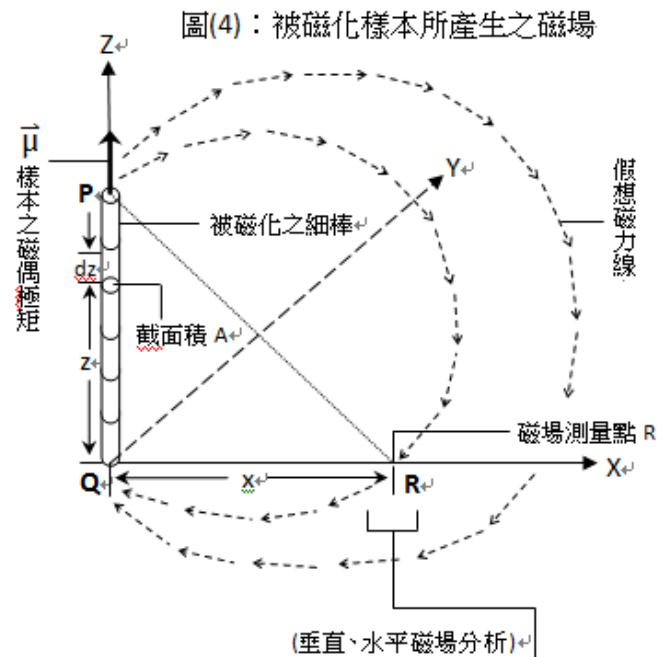 圖(4)：被磁化樣本所產生之磁場
Z
μ
樣本之磁偶極短
P
Y
被磁化之細棒
假想磁力線
dz
截面積 A
z
磁場測量點 R
Q
x
R
X
(垂直、水平磁場分析)